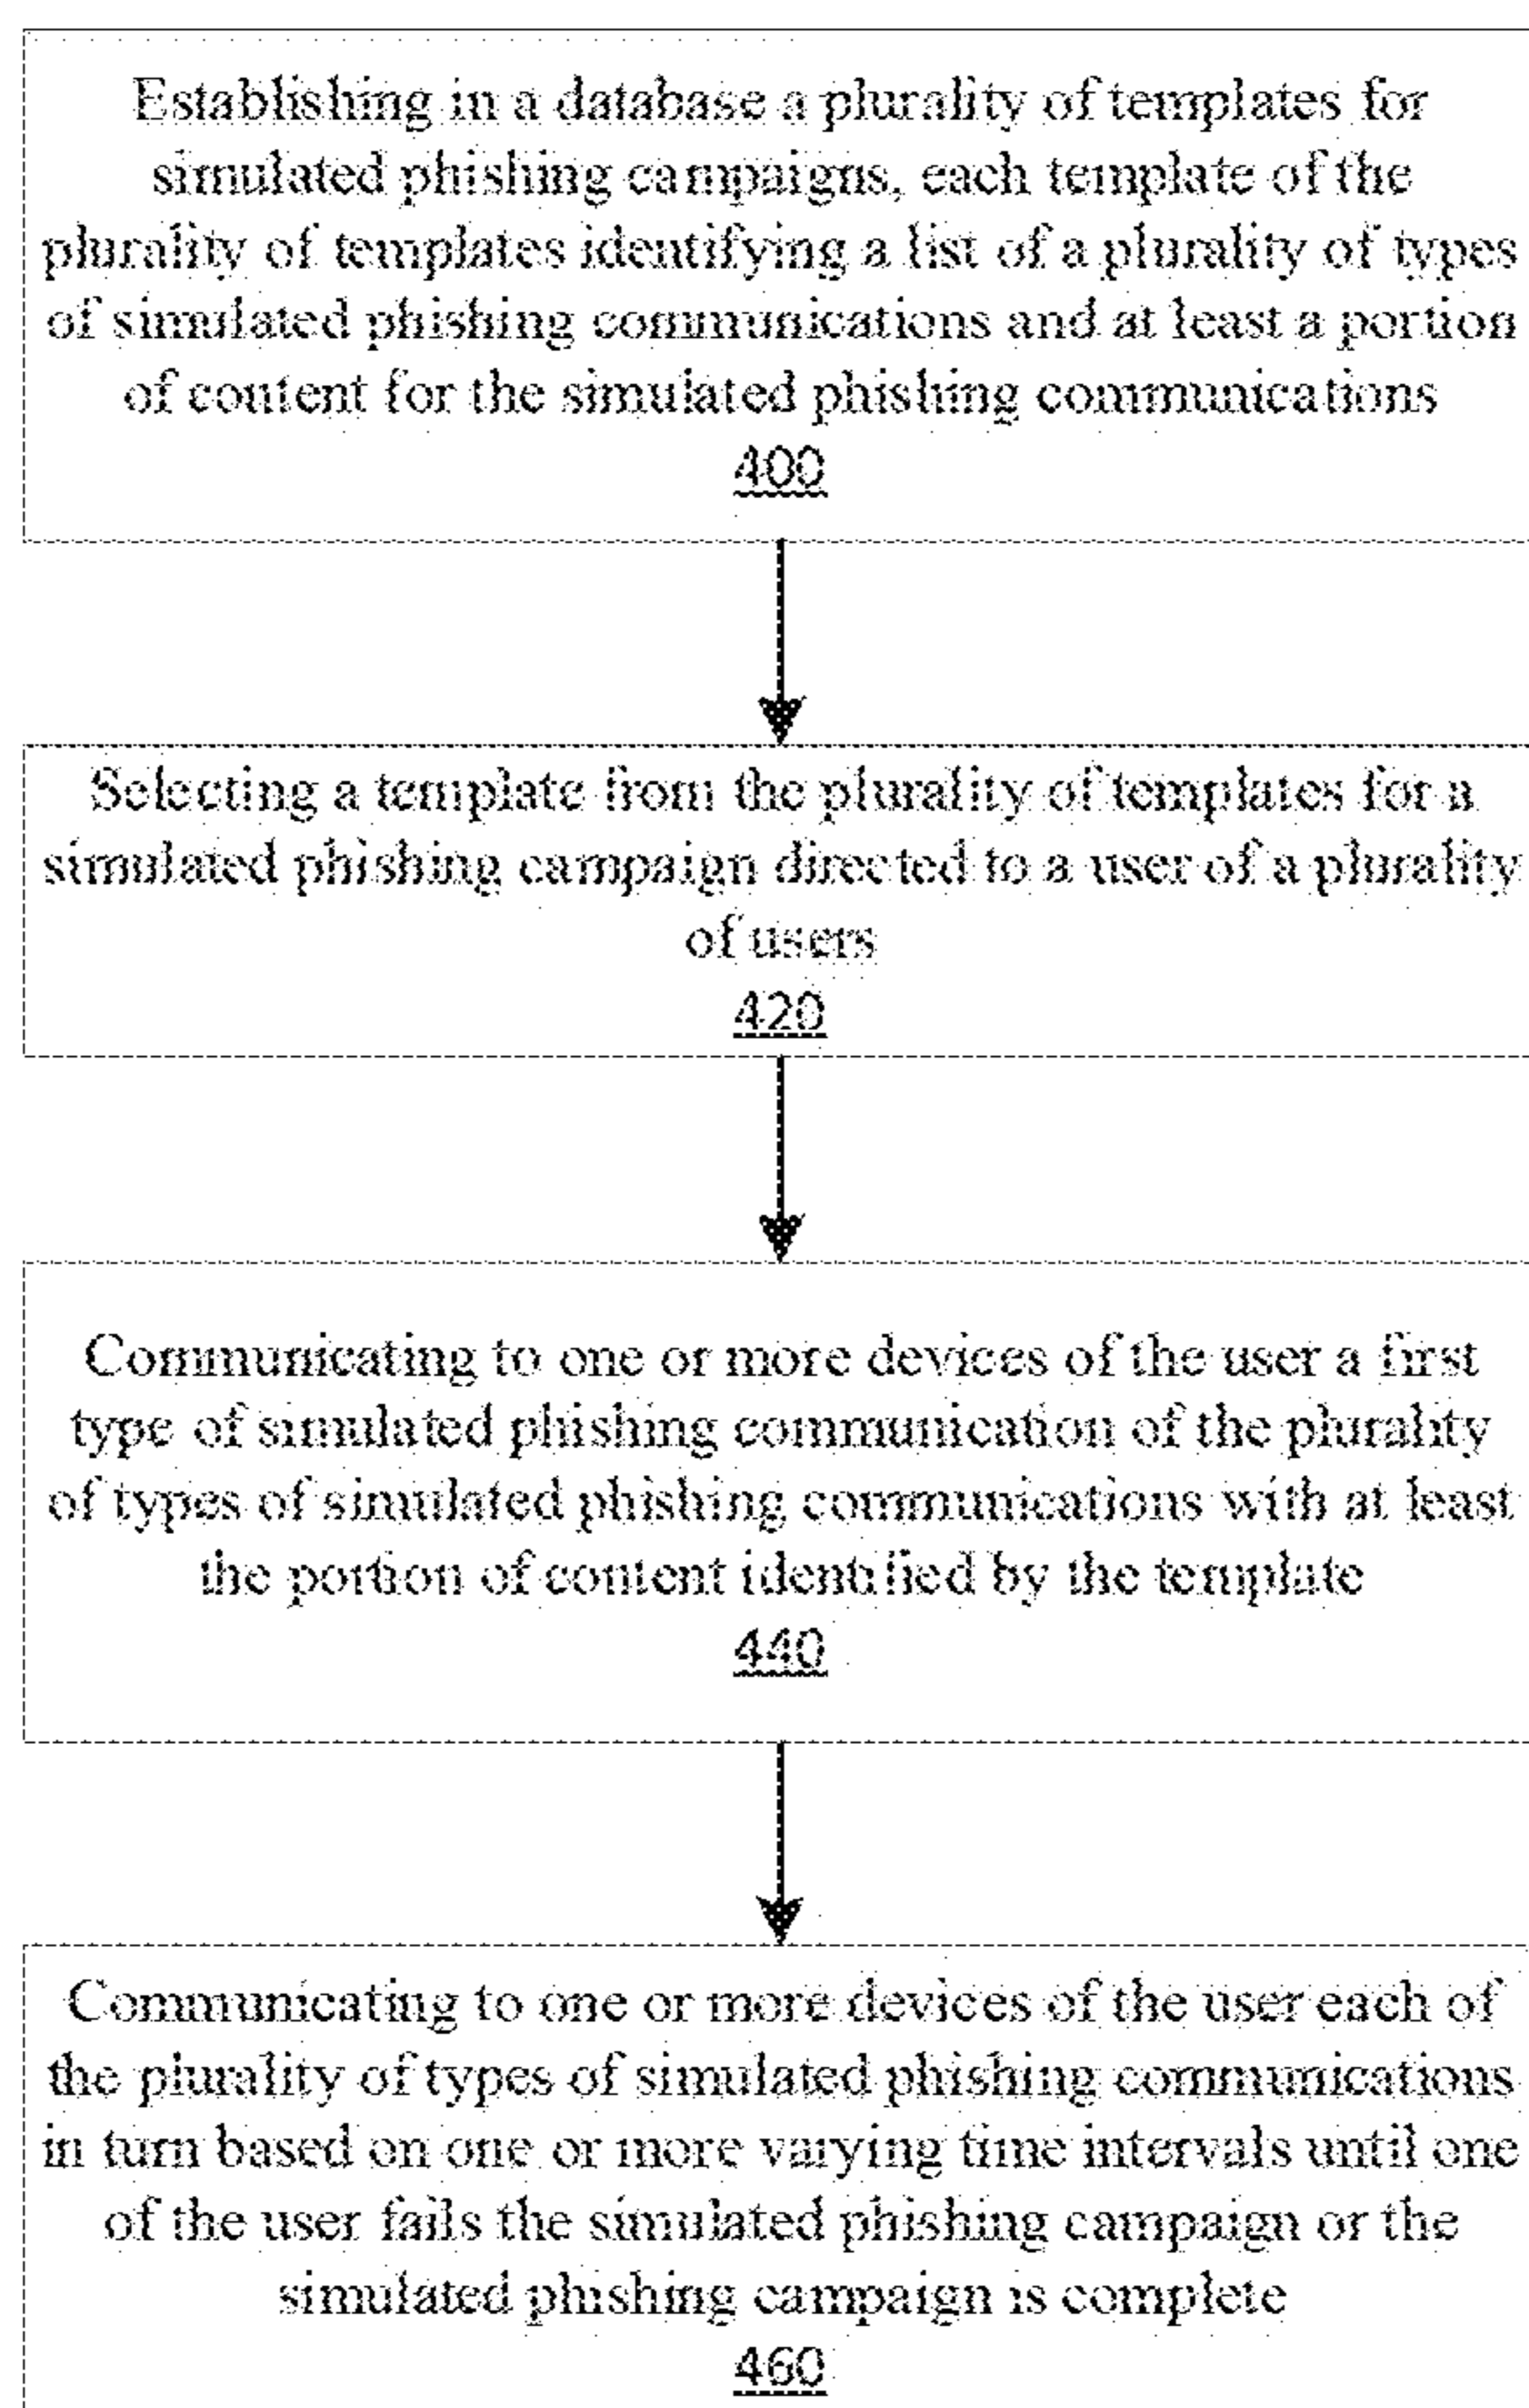 Establishing in a database a plurality of templates for
simulated phishing campaigns, each template of the
plurality of templates identifying a list of a plurality of types
of simulated phishing communications and at least a portion
of content for the simulated phishing communications
400
Selecting a template from the plurality of templates for a
simulated phishing campaign directed to a user of a plurality
of users
420
Communicating to one or more devices of the user a first
type of simulated phishing communication of the plurality
of types of simulated phishing communications with at least
the portion of content identified by the template
440
Communicating to one or more devices of the user each of
the plurality of types of simulated phishing communications
in turn based on one or more varying time intervals until one
of the user fails the simulated phishing campaign or the
simulated phishing campaign is complete
460